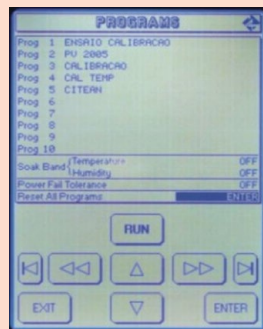 PROGRAMS
Prog 1 ENSAIO CALIBRACAO
Prog 2 PU 2005
Prog 3 CALIBRACAO
Prog 4 CAL TEMP
Prog 5 CITEAN
Prog 6
Prog 7
Prog 8
Prog 9
Prog 10
Soak Band { Temperature OFF
Humidity OFF
Power Fail Tolerance OFF
Reset All Programs ENTER
RUN
EXIT ENTER